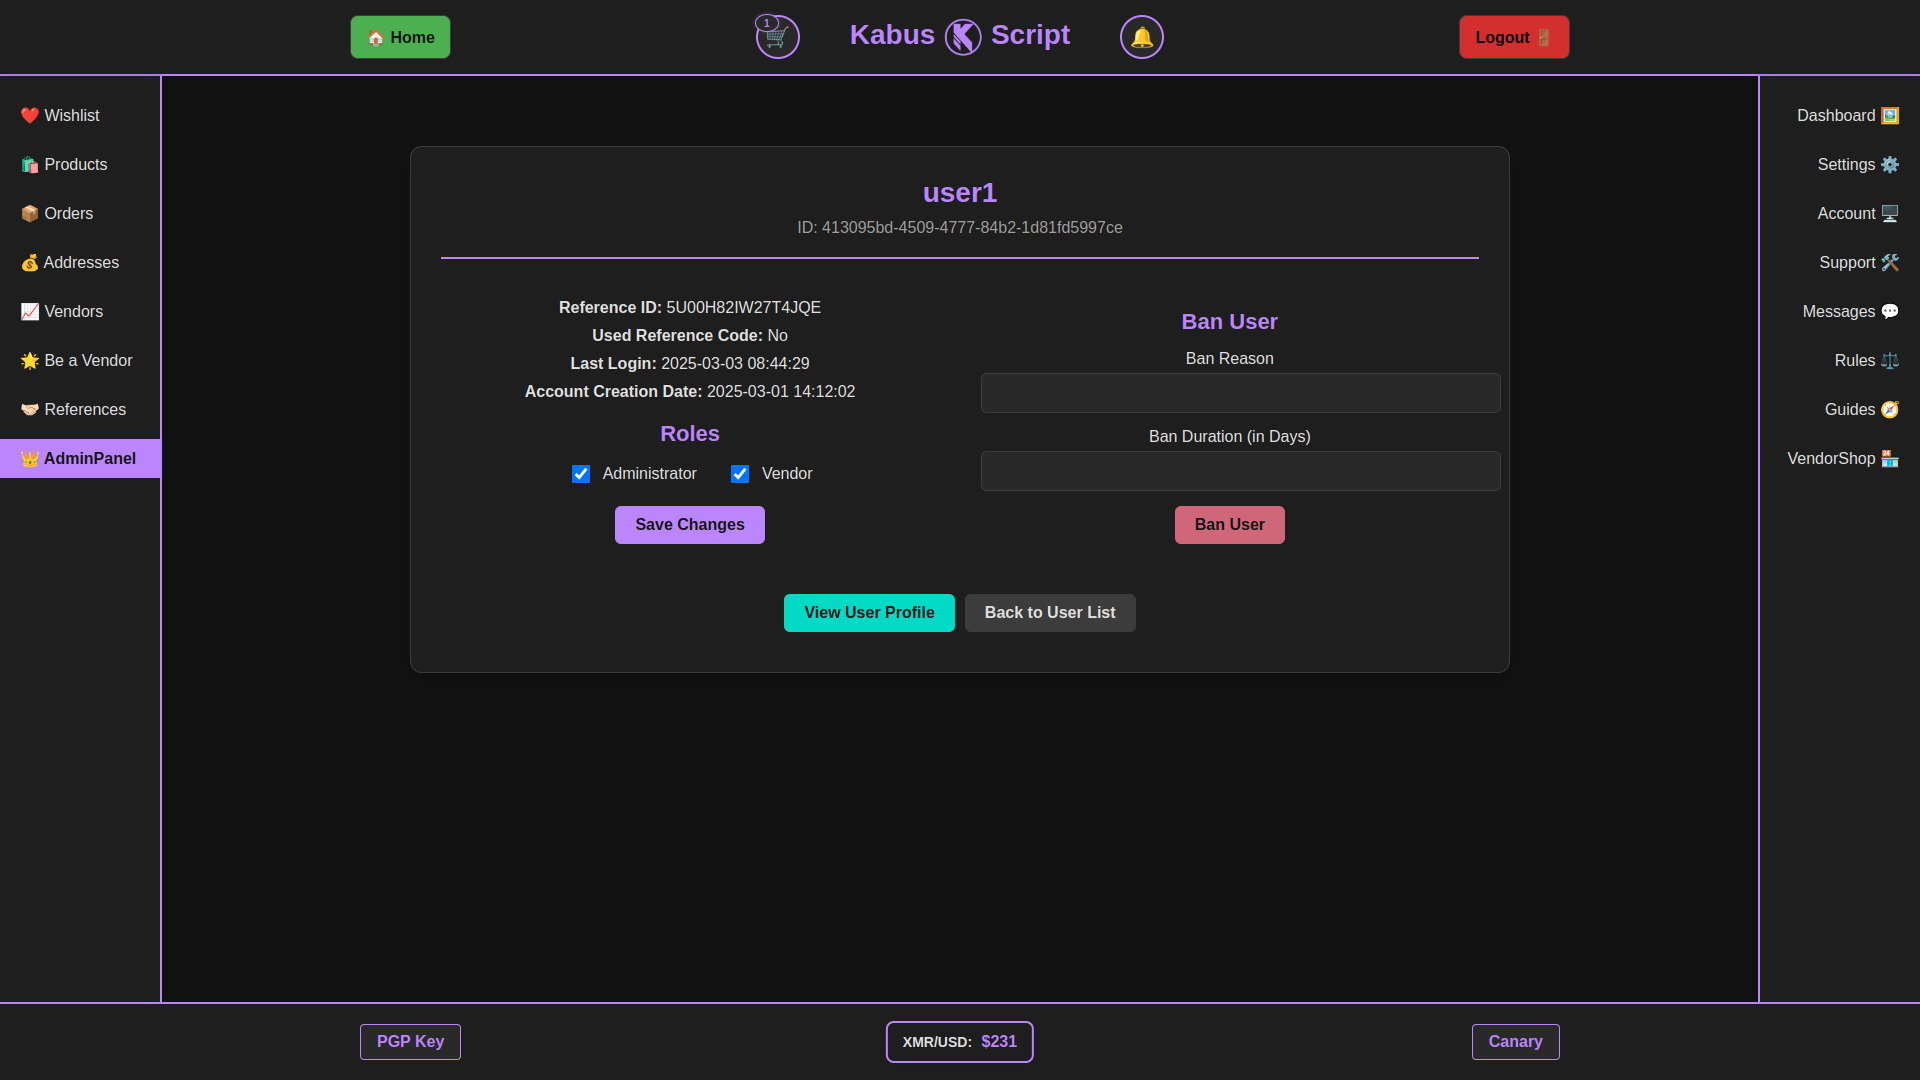 🏠 Home
1
🛒
Kabus Script
🔔
Logout 🚪
❤️ Wishlist
🛍️ Products
📦 Orders
💰 Addresses
📈 Vendors
🌟 Be a Vendor
🤝🏻 References
👑 AdminPanel
user1
ID: 413095bd-4509-4777-84b2-1d81fd5997ce
Reference ID: 5U00H82IW27T4JQE
Used Reference Code: No
Last Login: 2025-03-03 08:44:29
Account Creation Date: 2025-03-01 14:12:02
Roles
Administrator Vendor
Save Changes
Ban User
Ban Reason
Ban Duration (in Days)
Ban User
View User Profile
Back to User List
Dashboard 🖼️
Settings ⚙️
Account 🖥️
Support 🛠️
Messages 💬
Rules ⚖️
Guides 🧭
VendorShop 🏪
PGP Key
XMR/USD: $231
Canary